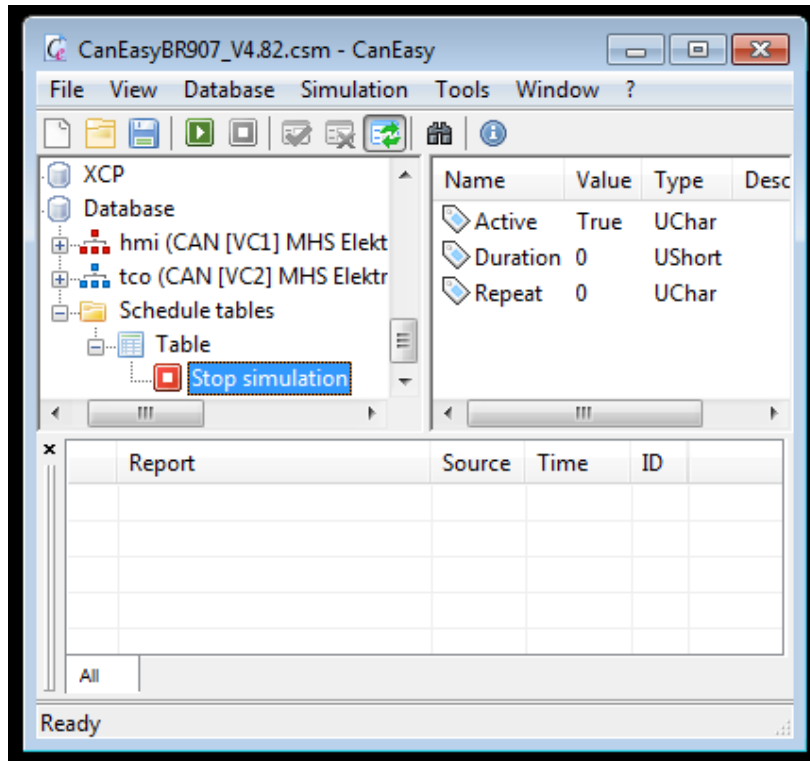 CanEasyBR907_V4.82.csm - CanEasy
File View Database Simulation Tools Window ?
XCP
Database
hmi (CAN [VC1] MHS Elekt
tco (CAN [VC2] MHS Elektr
Schedule tables
Table
Stop simulation
Name Value Type Desc
Active True UChar
Duration 0 UShort
Repeat 0 UChar
Report Source Time ID
All
Ready